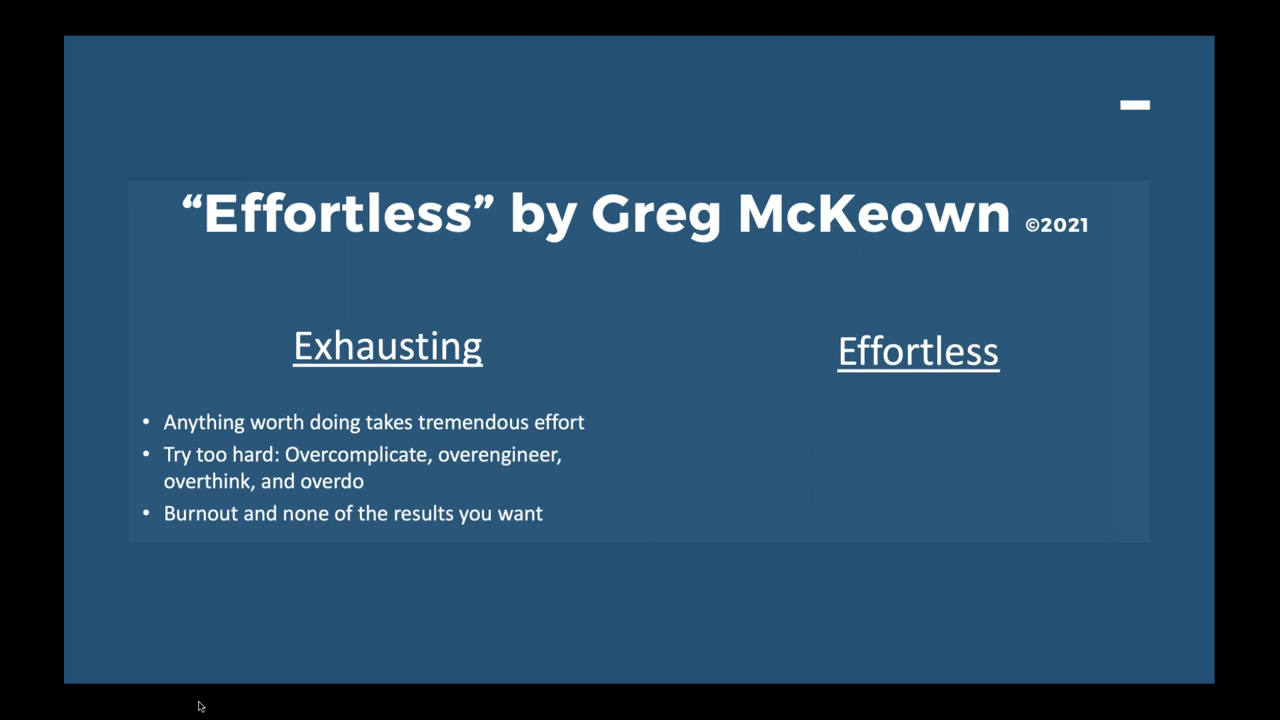 “Effortless” by Greg McKeown ©2021
Exhausting
• Anything worth doing takes tremendous effort
• Try too hard: Overcomplicate, overengineer,
overthink, and overdo
• Burnout and none of the results you want
Effortless